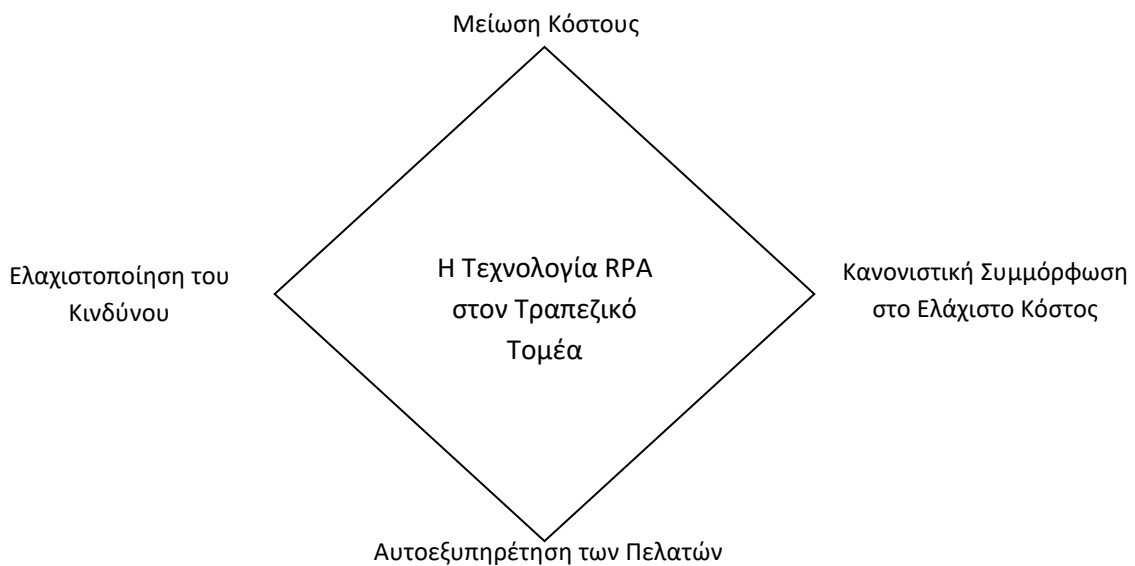 Μείωση Κόστους
Ελαχιστοποίηση του
Κινδύνου
Η Τεχνολογία RPA
στον Τραπεζικό
Τομέα
Κανονιστική Συμμόρφωση
στο Ελάχιστο Κόστος
Αυτοεξυπηρέτηση των Πελατών